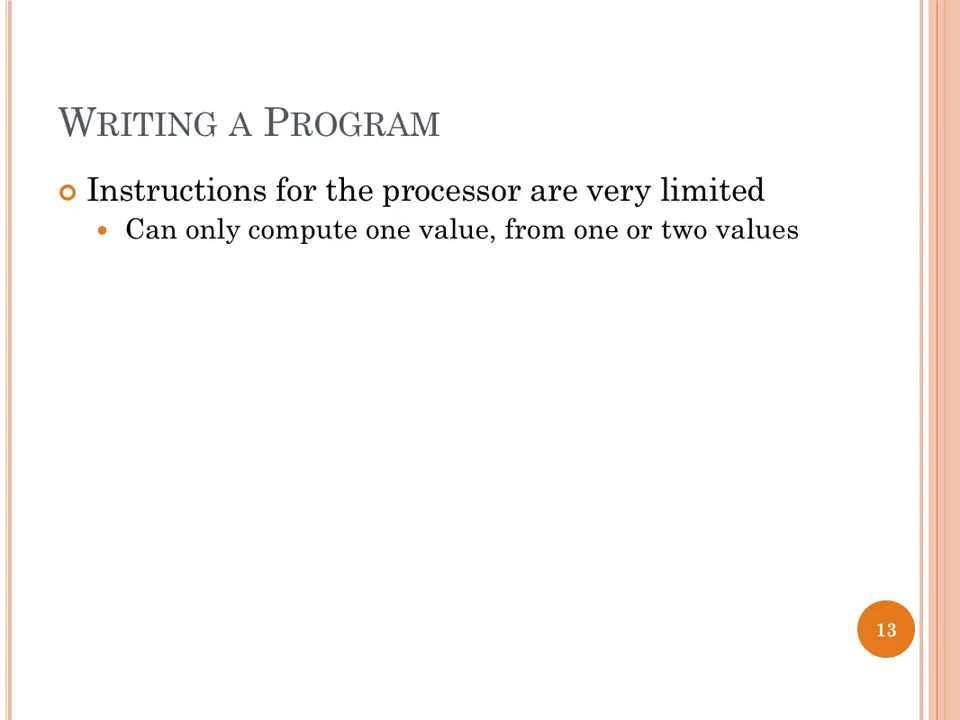 WRITING A PROGRAM
Instructions for the processor are very limited
Can only compute one value, from one or two values
13